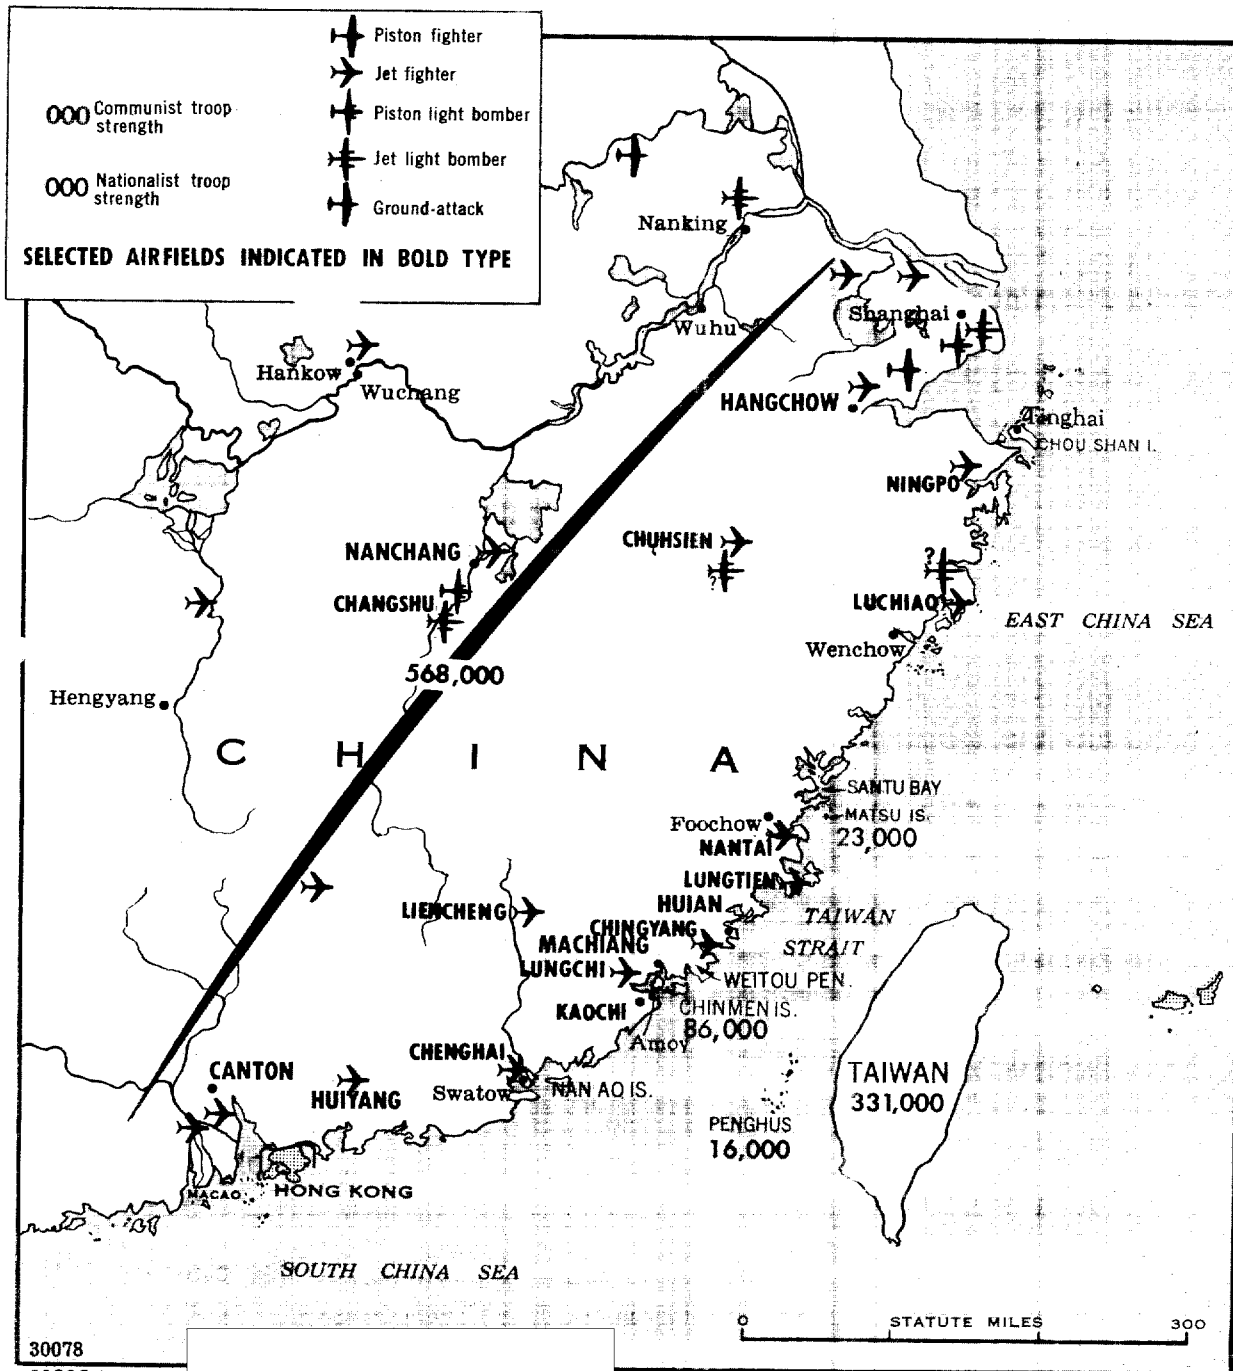 Piston fighter
Jet fighter
000 Communist troop
strength
Piston light bomber
Jet light bomber
000 Nationalist troop
strength
Ground-attack
SELECTED AIRFIELDS INDICATED IN BOLD TYPE
Nanking
Wuhu
Shanghai
Hankow
Wuchang
HANGCHOW
Tinghai
CHOU SHAN I.
NINGPO
CHUHSIEN
?
NANCHANG
CHANGSHU
?
LUCHIAO
EAST CHINA SEA
Wenchow
568,000
Hengyang
CHINA
SANTU BAY
MATSU IS.
23,000
Foochow
NANTAI
LUNGTIEN
HUIAN
LIENCHENG
CHINGYANG
TAIWAN
STRAIT
MACHIANG
LUNGCHI
WEITOU PEN.
KAOCHI
CHINMEN IS.
86,000
Amoy
CHENGHAI
Swatow
NAN AO IS.
CANTON
HUIYANG
TAIWAN
331,000
PENGHUS
16,000
MACAO
HONG KONG
SOUTH CHINA SEA
0 STATUTE MILES 300
30078